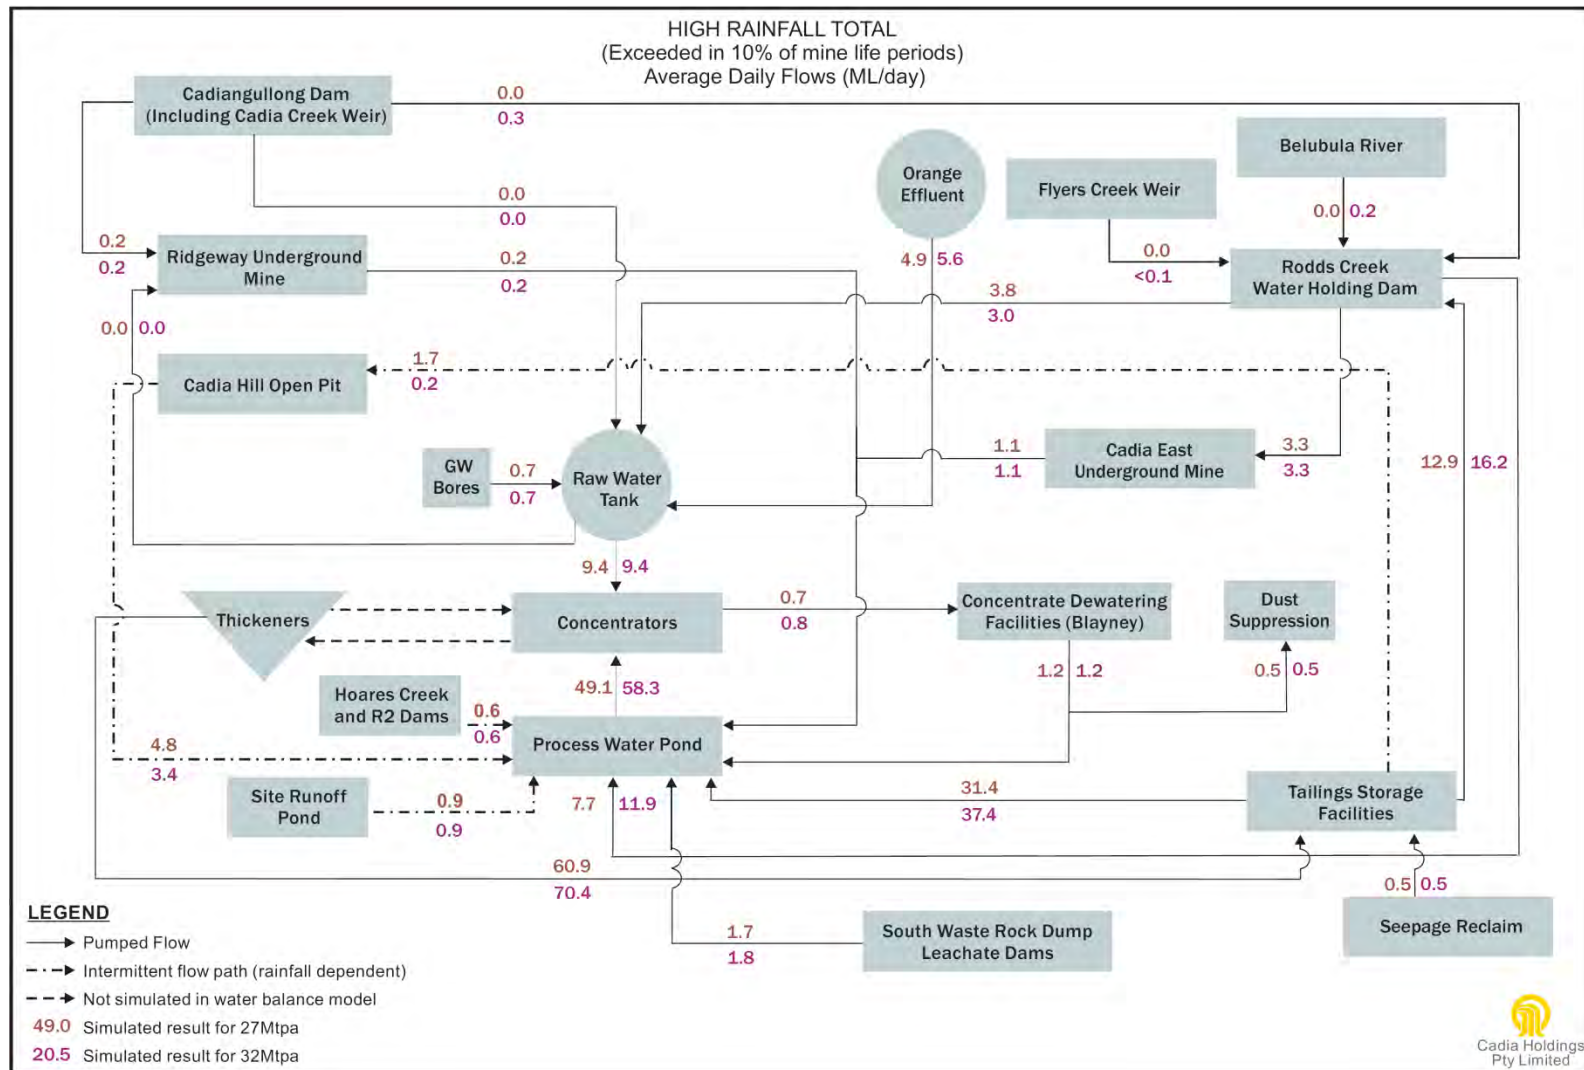 HIGH RAINFALL TOTAL
(Exceeded in 10% of mine life periods)
Average Daily Flows (ML/day)
Cadiangullong Dam
(Including Cadia Creek Weir)
0.0
0.3
Orange
Effluent
Flyers Creek Weir
Belubula River
0.0
0.0
0.0 0.2
0.2
0.2
Ridgeway Underground
Mine
0.2
0.2
4.9 5.6
0.0
<0.1
Rodds Creek
Water Holding Dam
3.8
3.0
0.0 0.0
Cadia Hill Open Pit
1.7
0.2
GW
Bores
0.7
0.7
Raw Water
Tank
1.1
1.1
Cadia East
Underground Mine
3.3
3.3
12.9 16.2
9.4 9.4
Thickeners
Concentrators
0.7
0.8
Concentrate Dewatering
Facilities (Blayney)
Dust
Suppression
49.1 58.3
1.2 1.2
0.5 0.5
Hoares Creek
and R2 Dams
0.6
0.6
Process Water Pond
4.8
3.4
Site Runoff
Pond
0.9
0.9
7.7 11.9
31.4
37.4
Tailings Storage
Facilities
60.9
70.4
0.5 0.5
1.7
1.8
South Waste Rock Dump
Leachate Dams
Seepage Reclaim
LEGEND
Pumped Flow
Intermittent flow path (rainfall dependent)
Not simulated in water balance model
49.0 Simulated result for 27Mtpa
20.5 Simulated result for 32Mtpa
Cadia Holdings
Pty Limited